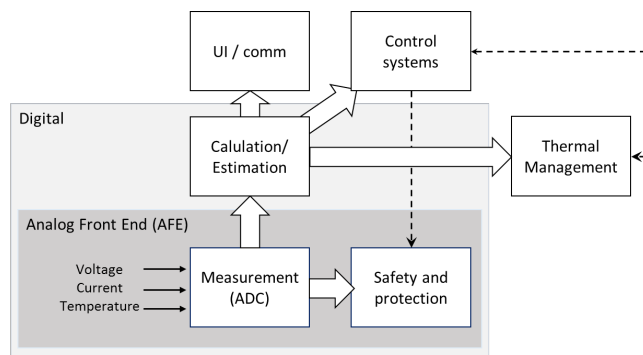 UI / comm
Control
systems
Digital
Calulation/
Estimation
Thermal
Management
Analog Front End (AFE)
Voltage
Current
Temperature
Measurement
(ADC)
Safety and
protection